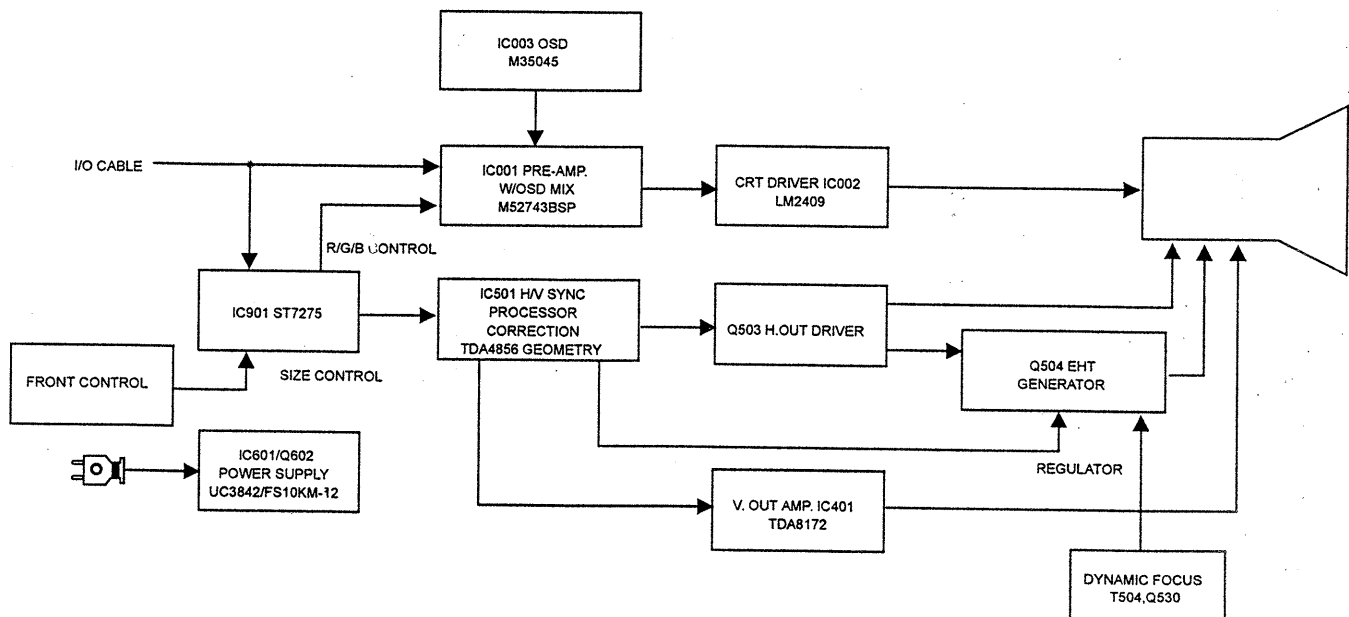 IC003 OSD
M35045
I/O CABLE
IC001 PRE-AMP.
W/OSD MIX
M52743BSP
CRT DRIVER IC002
LM2409
R/G/B CONTROL
IC901 ST7275
IC501 H/V SYNC
PROCESSOR
CORRECTION
TDA4856 GEOMETRY
Q503 H.OUT DRIVER
FRONT CONTROL
SIZE CONTROL
Q504 EHT
GENERATOR
IC601/Q602
POWER SUPPLY
UC3842/FS10KM-12
REGULATOR
V. OUT AMP. IC401
TDA8172
DYNAMIC FOCUS
T504,Q530